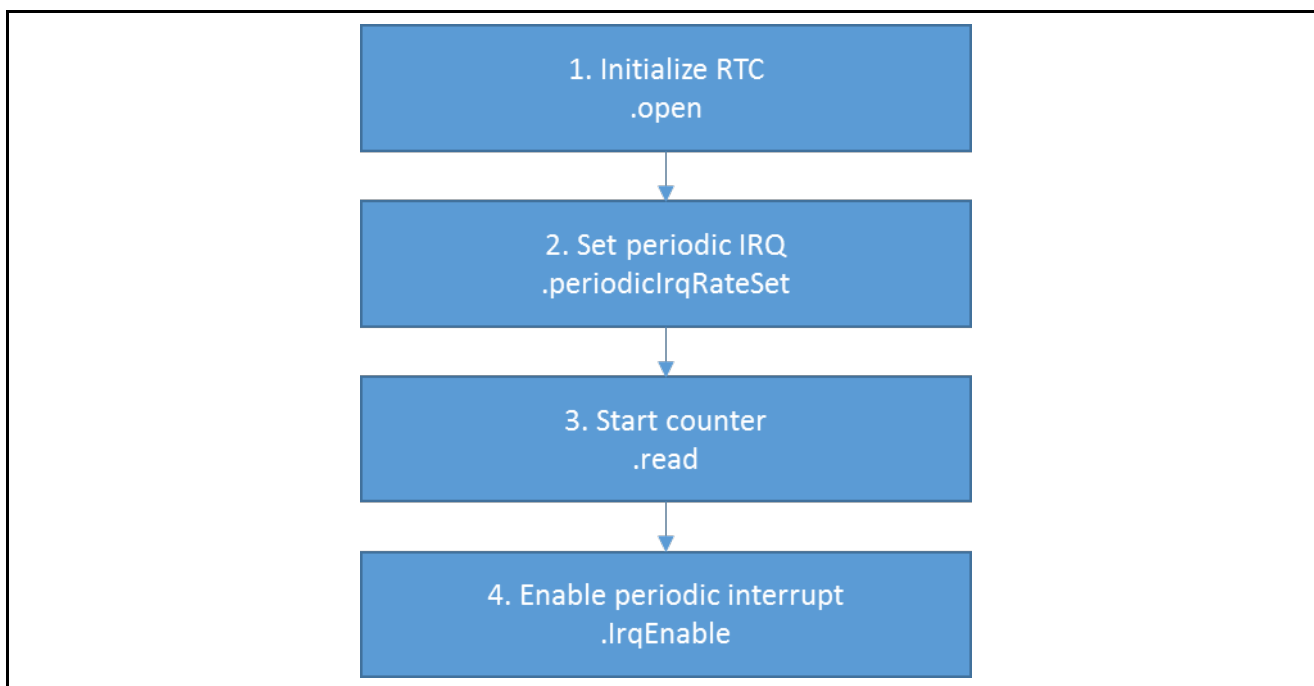 1. Initialize RTC
.open
2. Set periodic IRQ
.periodicIrqRateSet
3. Start counter
.read
4. Enable periodic interrupt
.IrqEnable